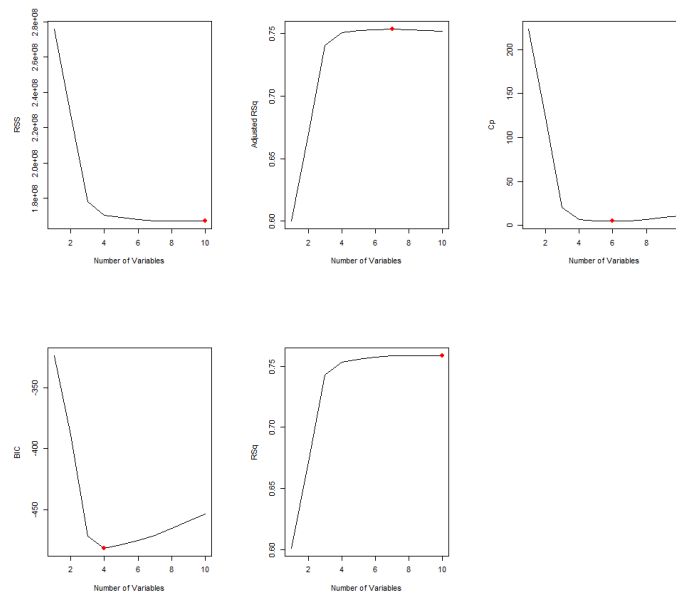 RSS
2.8e+08
2.6e+08
2.4e+08
2.2e+08
2.0e+08
1.8e+08
2 4 6 8 10
Number of Variables
Adjusted RSq
0.75
0.70
0.65
0.60
2 4 6 8 10
Number of Variables
Cp
200
150
100
50
0
2 4 6 8
Number of Variables
BIC
-350
-400
-450
2 4 6 8 10
Number of Variables
RSq
0.75
0.70
0.65
0.60
2 4 6 8 10
Number of Variables